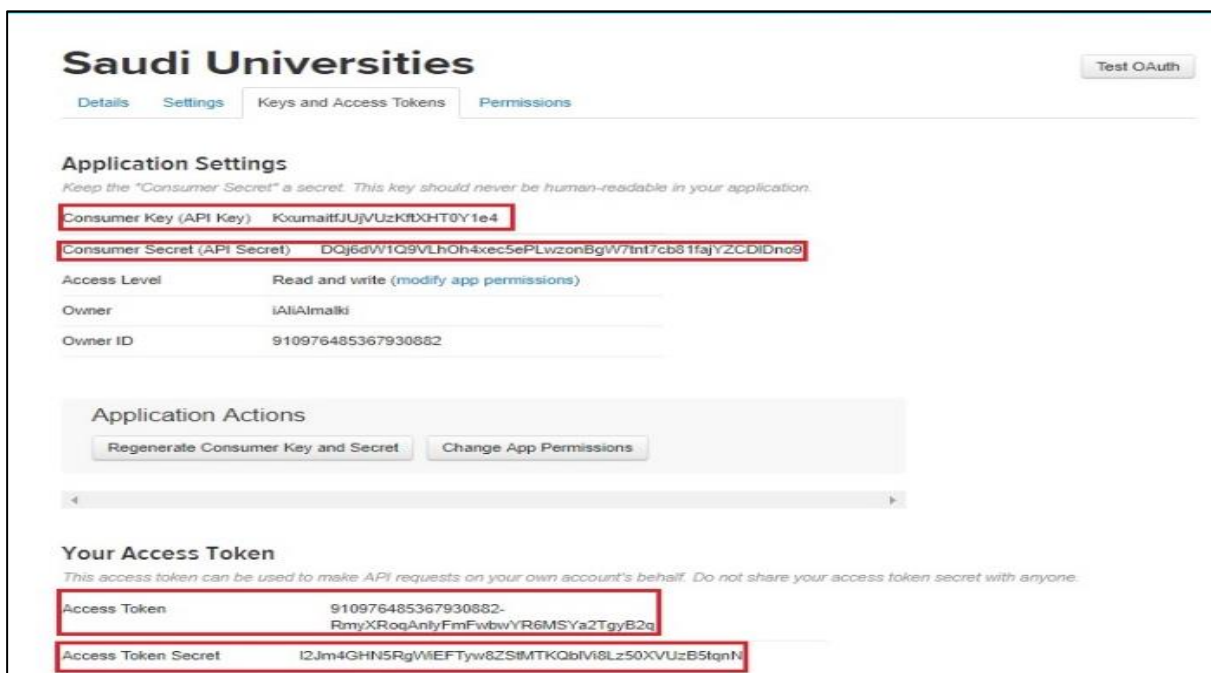 Saudi Universities
Test OAuth
Details Settings Keys and Access Tokens Permissions
Application Settings
Keep the "Consumer Secret" a secret. This key should never be human-readable in your application.
Consumer Key (API Key)
Consumer Secret (API Secret)
Access Level Read and write (modify app permissions)
Owner iAliAlmalki
Owner ID 910976485367930882
Application Actions
Regenerate Consumer Key and Secret Change App Permissions
Your Access Token
This access token can be used to make API requests on your own account's behalf. Do not share your access token secret with anyone.
Access Token 910976485367930882-
Access Token Secret